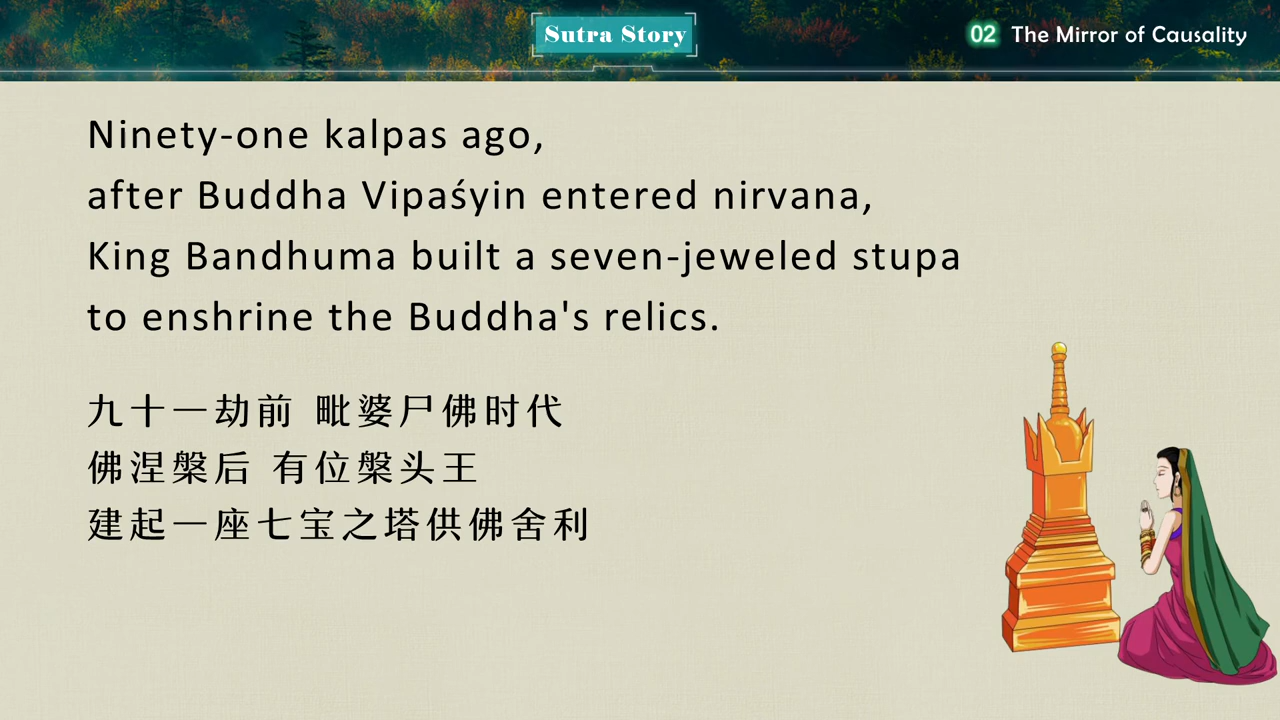 Sutra Story
02 The Mirror of Causality
Ninety-one kalpas ago,
after Buddha Vipaśyin entered nirvana,
King Bandhuma built a seven-jeweled stupa
to enshrine the Buddha's relics.
九十一劫前 毗婆尸佛时代
佛涅槃后 有位槃头王
建起一座七宝之塔供佛舍利